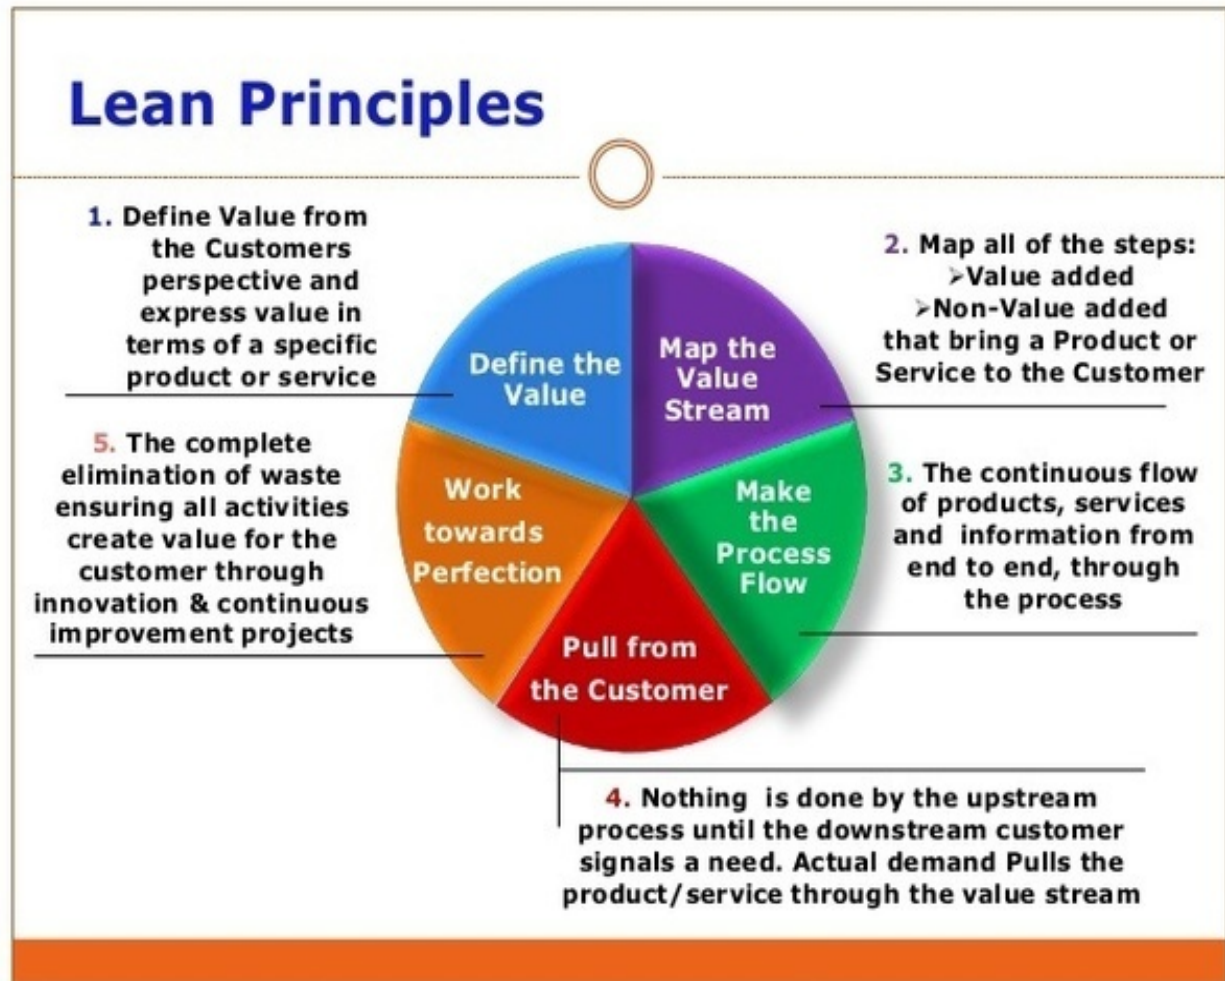 Lean Principles
1. Define Value from
the Customers
perspective and
express value in
terms of a specific
product or service
2. Map all of the steps:
➢Value added
➢Non-Value added
that bring a Product or
Service to the Customer
Define the
Value
Map the
Value
Stream
5. The complete
elimination of waste
ensuring all activities
create value for the
customer through
innovation & continuous
improvement projects
Work
towards
Perfection
Make
the
Process
Flow
3. The continuous flow
of products, services
and information from
end to end, through
the process
Pull from
the Customer
4. Nothing is done by the upstream
process until the downstream customer
signals a need. Actual demand Pulls the
product/service through the value stream